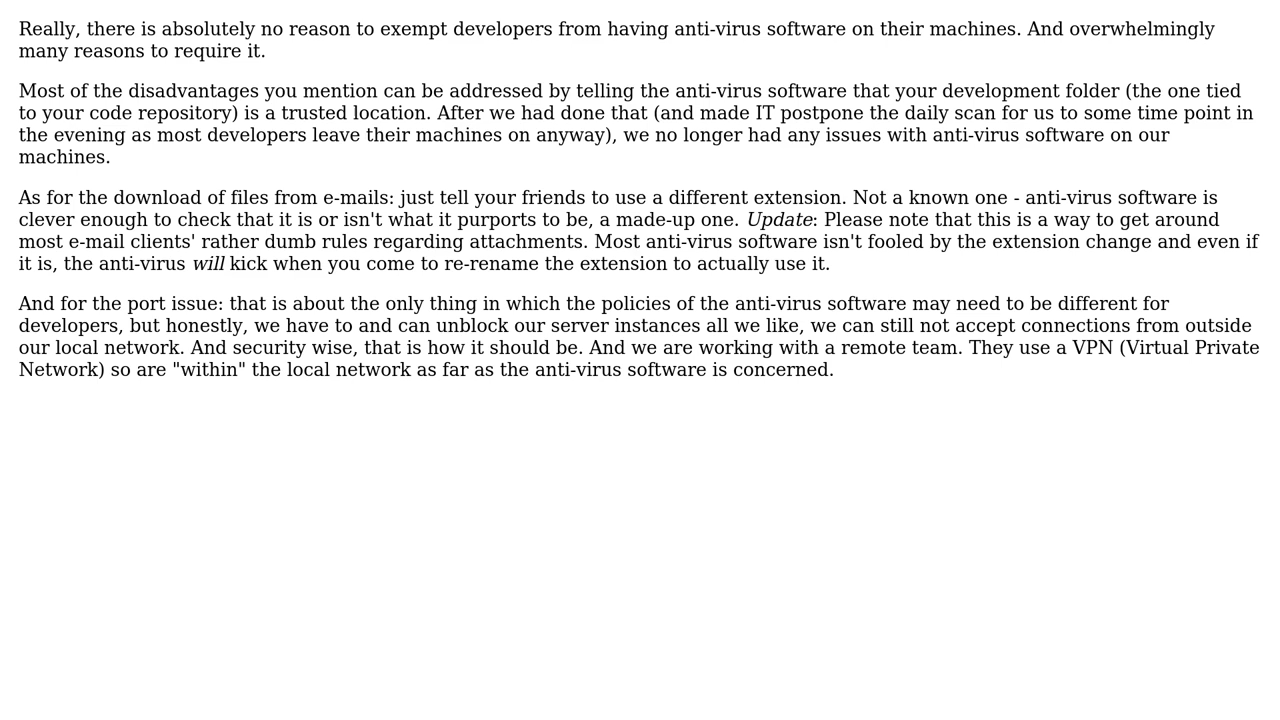 Really, there is absolutely no reason to exempt developers from having anti-virus software on their machines. And overwhelmingly
many reasons to require it.
Most of the disadvantages you mention can be addressed by telling the anti-virus software that your development folder (the one tied
to your code repository) is a trusted location. After we had done that (and made IT postpone the daily scan for us to some time point in
the evening as most developers leave their machines on anyway), we no longer had any issues with anti-virus software on our
machines.
As for the download of files from e-mails: just tell your friends to use a different extension. Not a known one - anti-virus software is
clever enough to check that it is or isn't what it purports to be, a made-up one. Update: Please note that this is a way to get around
most e-mail clients' rather dumb rules regarding attachments. Most anti-virus software isn't fooled by the extension change and even if
it is, the anti-virus will kick when you come to re-rename the extension to actually use it.
And for the port issue: that is about the only thing in which the policies of the anti-virus software may need to be different for
developers, but honestly, we have to and can unblock our server instances all we like, we can still not accept connections from outside
our local network. And security wise, that is how it should be. And we are working with a remote team. They use a VPN (Virtual Private
Network) so are "within" the local network as far as the anti-virus software is concerned.